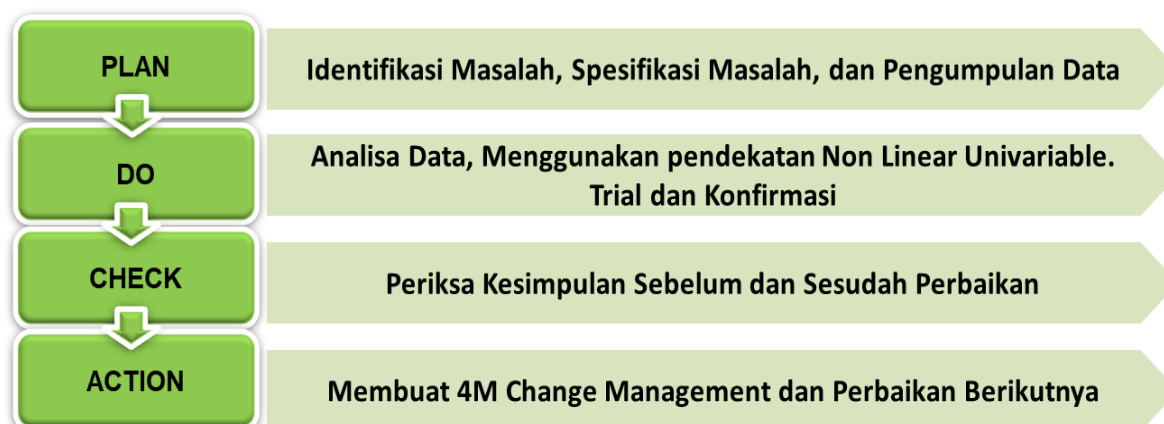 PLAN
Identifikasi Masalah, Spesifikasi Masalah, dan Pengumpulan Data
DO
Analisa Data, Menggunakan pendekatan Non Linear Univariable.
Trial dan Konfirmasi
CHECK
Periksa Kesimpulan Sebelum dan Sesudah Perbaikan
ACTION
Membuat 4M Change Management dan Perbaikan Berikutnya